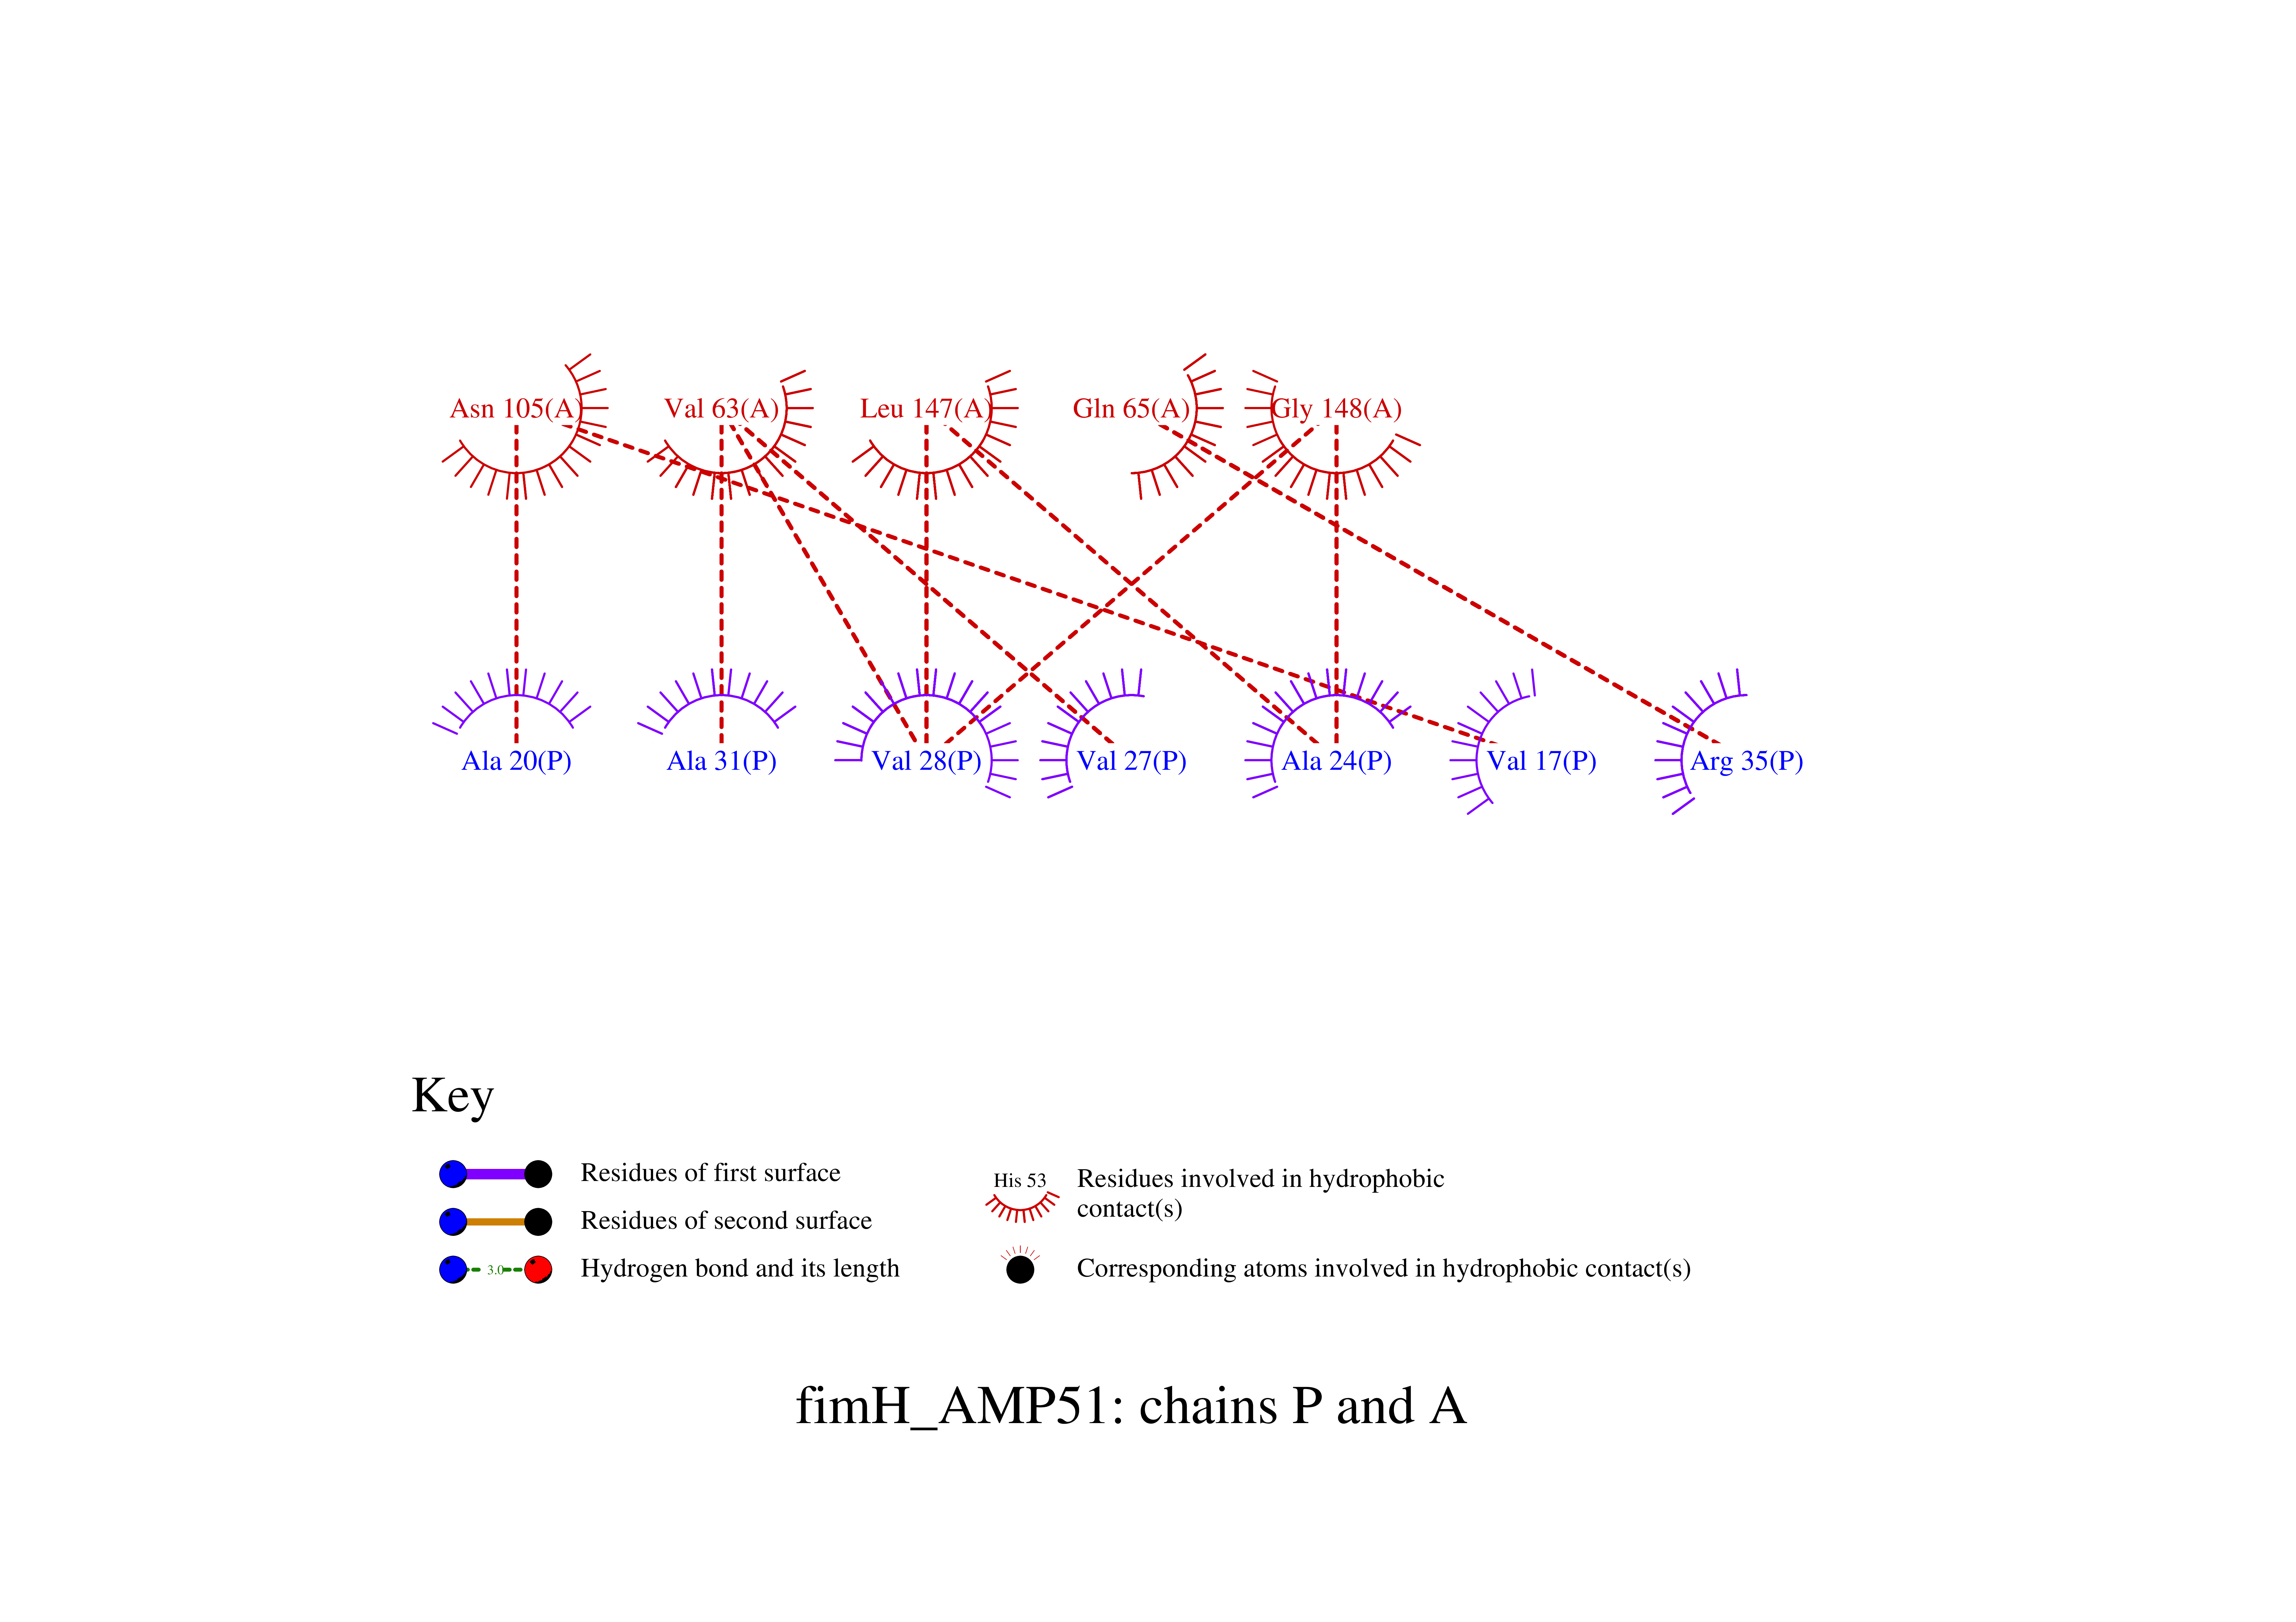 Asn 105(A) Val 63(A) Leu 147(A) Gln 65(A) Gly 148(A)
Ala 20(P) Ala 31(P) Val 28(P) Val 27(P) Ala 24(P) Val 17(P) Arg 35(P)
Key
Residues of first surface
Residues of second surface
3.0 Hydrogen bond and its length
His 53 Residues involved in hydrophobic
contact(s)
Corresponding atoms involved in hydrophobic contact(s)
fimH_AMP51: chains P and A